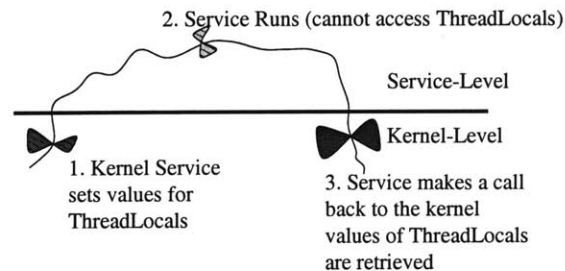 2. Service Runs (cannot access ThreadLocals)
Service-Level
Kernel-Level
1. Kernel Service
sets values for
ThreadLocals
3. Service makes a call
back to the kernel
values of ThreadLocals
are retrieved